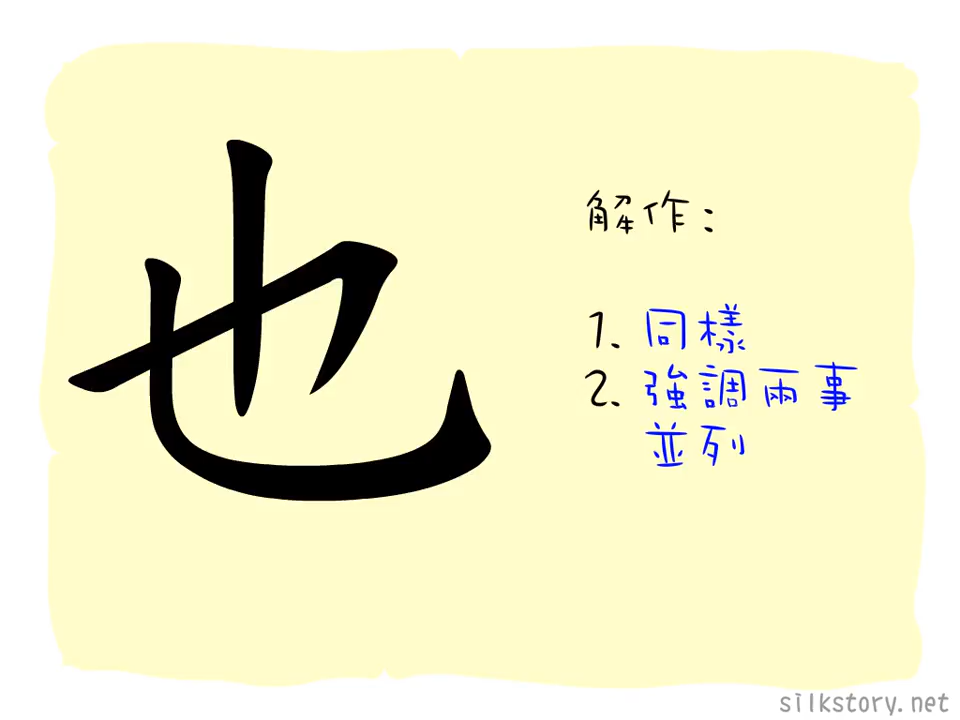 也
解作：
1. 同樣
2. 強調兩事
並列
silkstory.net